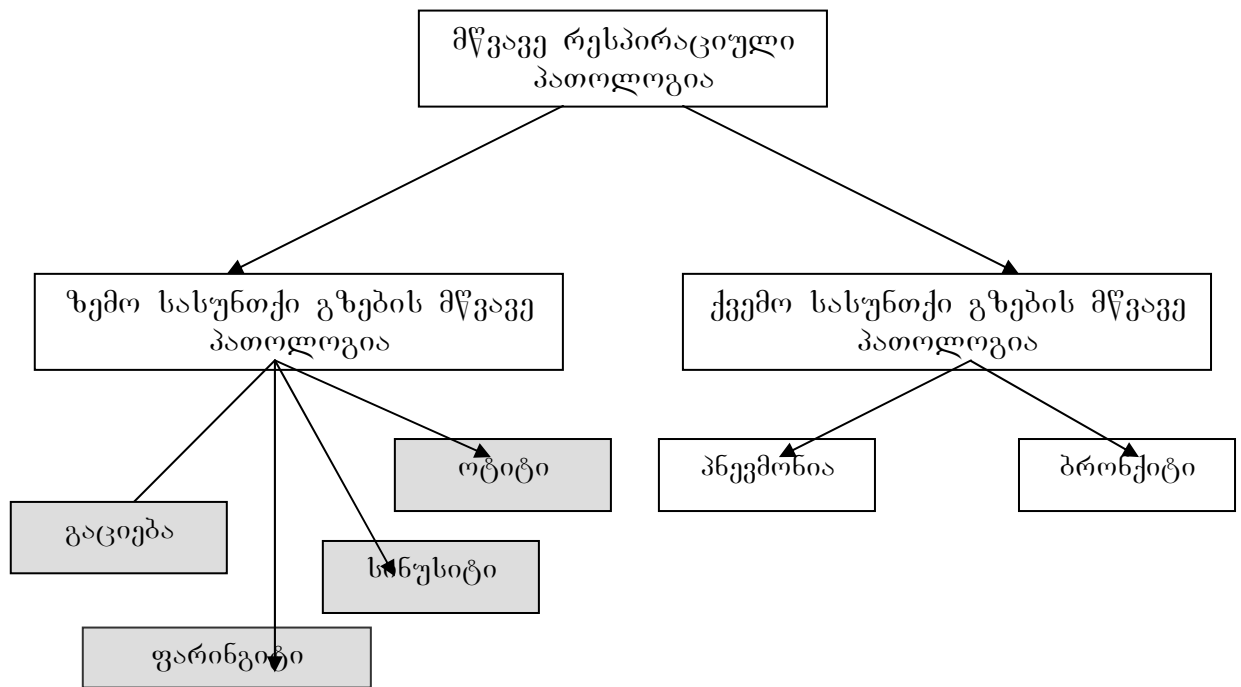 მწვავე რესპირაციული
პათოლოგია
ზემო სასუნთქი გზების მწვავე
პათოლოგია
ქვემო სასუნთქი გზების მწვავე
პათოლოგია
ოტიტი
პნევმონია
ბრონქიტი
გაციება
სინუსიტი
ფარინგიტი